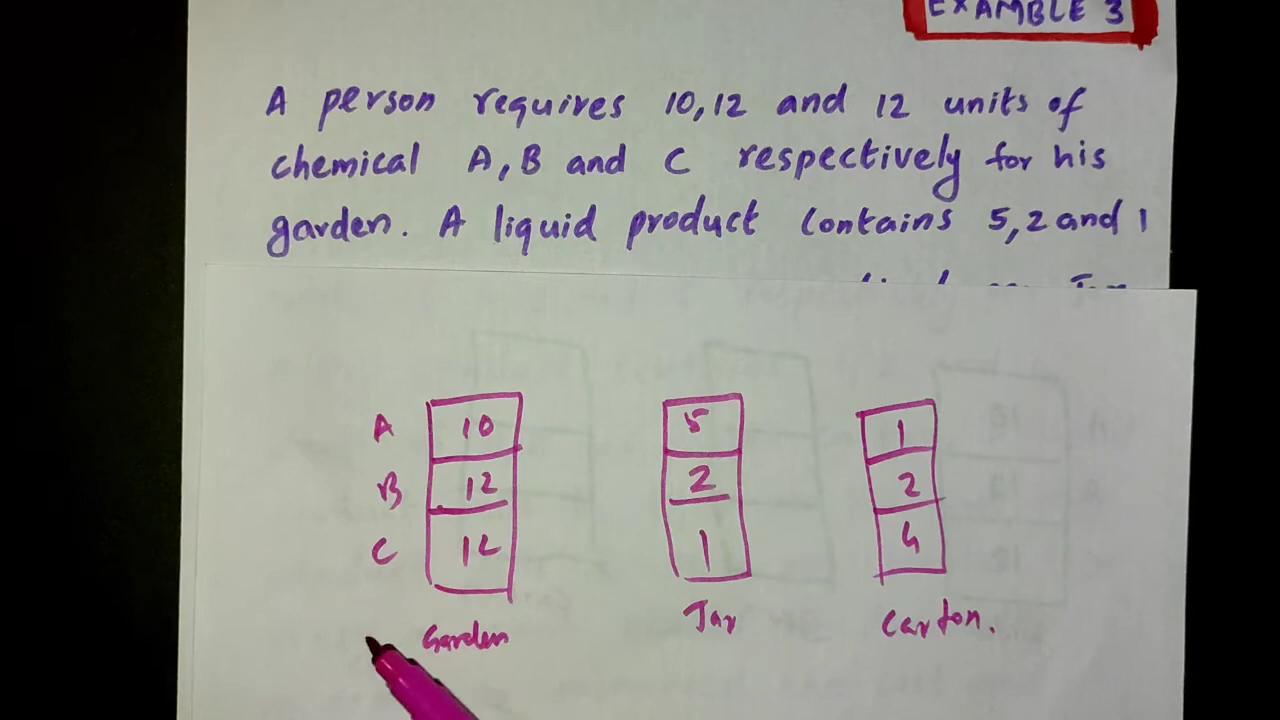 EXAMBLE 3
A person requires 10,12 and 12 units of
chemical A, B and C respectively for his
garden. A liquid product contains 5,2 and 1
A 10 5 1
B 12 2 2
C 12 1 4
Garden Jar Carton.